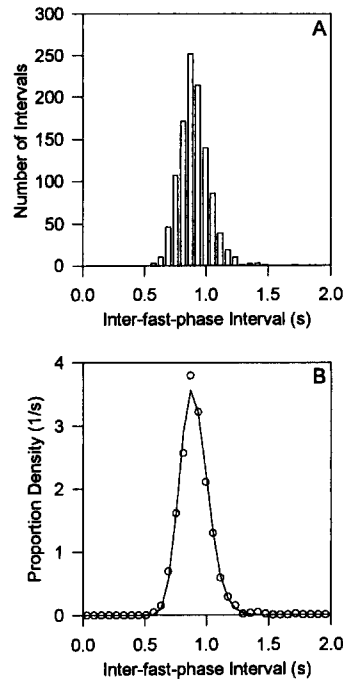 A
Number of Intervals
300
250
200
150
100
50
0
0.0 0.5 1.0 1.5 2.0
Inter-fast-phase Interval (s)
B
Proportion Density (1/s)
4
3
2
1
0
0.0 0.5 1.0 1.5 2.0
Inter-fast-phase Interval (s)